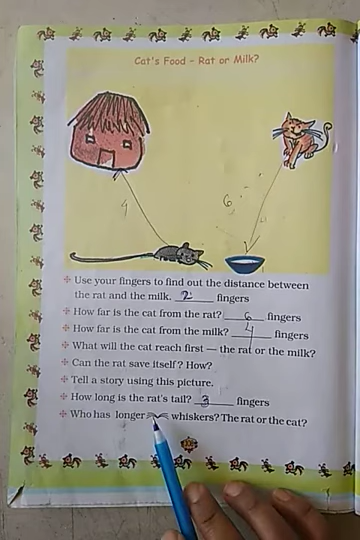 Cat's Food – Rat or Milk?
4
6
Use your fingers to find out the distance between
the rat and the milk. 2 fingers
How far is the cat from the rat? 6 fingers
How far is the cat from the milk? 4 fingers
What will the cat reach first — the rat or the milk?
Can the rat save itself? How?
Tell a story using this picture.
How long is the rat's tail? 3 fingers
Who has longer whiskers? The rat or the cat?